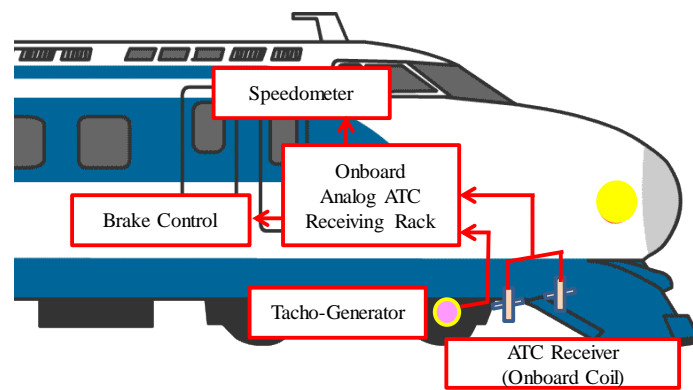 Speedometer
Onboard
Analog ATC
Receiving Rack
Brake Control
Tacho-Generator
ATC Receiver
(Onboard Coil)